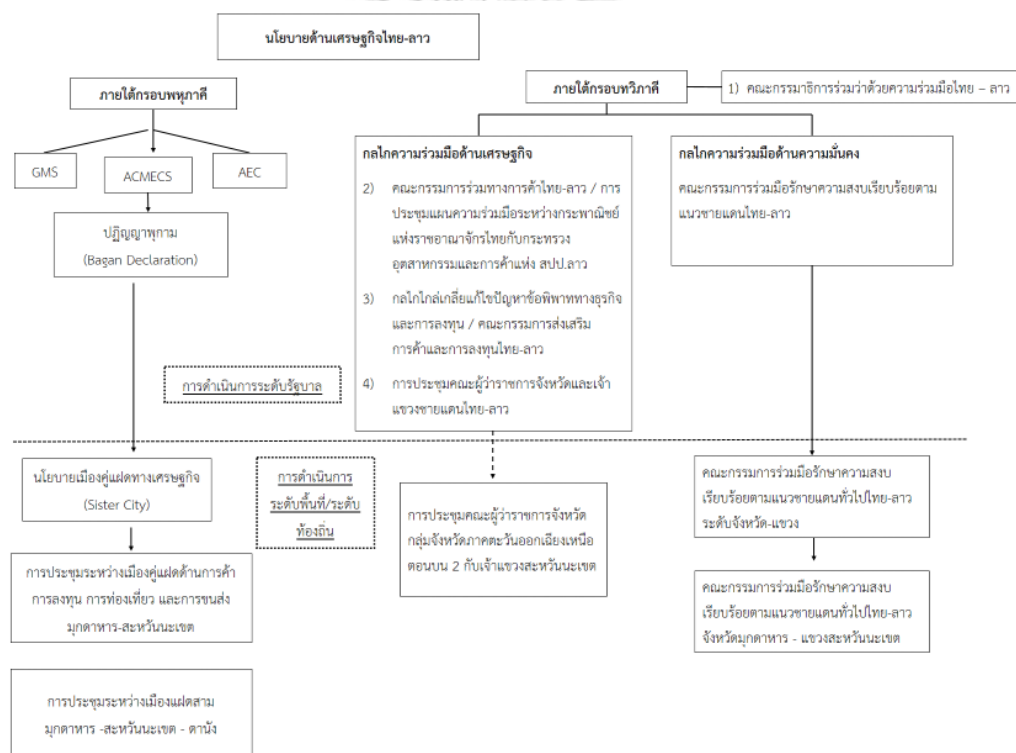 นโยบายด้านเศรษฐกิจไทย-ลาว
ภายใต้กรอบพหุภาคี
ภายใต้กรอบทวิภาคี
1) คณะกรรมาธิการร่วมว่าด้วยความร่วมมือไทย – ลาว
GMS
ACMECS
AEC
ปฏิญญาพุกาม
(Bagan Declaration)
กลไกความร่วมมือด้านเศรษฐกิจ
2) คณะกรรมการร่วมทางการค้าไทย-ลาว / การ
ประชุมแผนความร่วมมือระหว่างกระพาณิชย์
แห่งราชอาณาจักรไทยกับกระทรวง
อุตสาหกรรมและการค้าแห่ง สปป.ลาว
3) กลไกไกล่เกลี่ยแก้ไขปัญหาข้อพิพาททางธุรกิจ
และการลงทุน / คณะกรรมการส่งเสริม
การค้าและการลงทุนไทย-ลาว
4) การประชุมคณะผู้ว่าราชการจังหวัดและเจ้า
แขวงชายแดนไทย-ลาว
กลไกความร่วมมือด้านความมั่นคง
คณะกรรมการร่วมมือรักษาความสงบเรียบร้อยตาม
แนวชายแดนไทย-ลาว
การดำเนินการระดับรัฐบาล
นโยบายเมืองคู่แฝดทางเศรษฐกิจ
(Sister City)
การดำเนินการ
ระดับพื้นที่/ระดับ
ท้องถิ่น
การประชุมคณะผู้ว่าราชการจังหวัด
กลุ่มจังหวัดภาคตะวันออกเฉียงเหนือ
ตอนบน 2 กับเจ้าแขวงสะหวันนะเขต
คณะกรรมการร่วมมือรักษาความสงบ
เรียบร้อยตามแนวชายแดนทั่วไปไทย-ลาว
ระดับจังหวัด-แขวง
การประชุมระหว่างเมืองคู่แฝดด้านการค้า
การลงทุน การท่องเที่ยว และการขนส่ง
มุกดาหาร-สะหวันนะเขต
คณะกรรมการร่วมมือรักษาความสงบ
เรียบร้อยตามแนวชายแดนทั่วไปไทย-ลาว
จังหวัดมุกดาหาร - แขวงสะหวันนะเขต
การประชุมระหว่างเมืองแฝดสาม
มุกดาหาร -สะหวันนะเขต - ดานัง